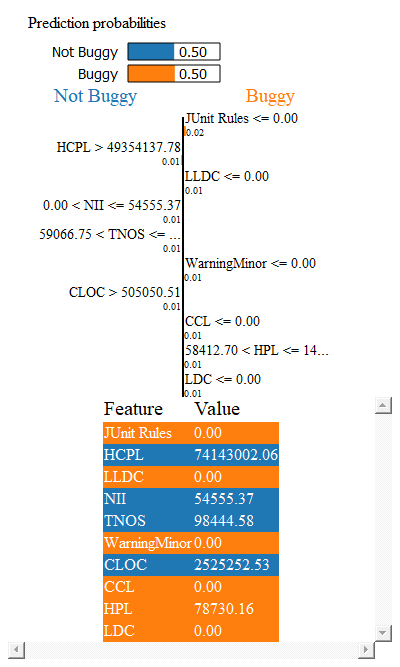 Prediction probabilities
Not Buggy 0.50
Buggy 0.50
Not Buggy Buggy
JUnit Rules <= 0.00
0.02
HCPL > 49354137.78
0.01
LLDC <= 0.00
0.01
0.00 < NII <= 54555.37
0.01
59066.75 < TNOS <= ...
0.01
WarningMinor <= 0.00
0.01
CLOC > 505050.51
0.01
CCL <= 0.00
0.01
58412.70 < HPL <= 14...
0.01
LDC <= 0.00
0.01
Feature Value
JUnit Rules 0.00
HCPL 74143002.06
LLDC 0.00
NII 54555.37
TNOS 98444.58
WarningMinor 0.00
CLOC 2525252.53
CCL 0.00
HPL 78730.16
LDC 0.00